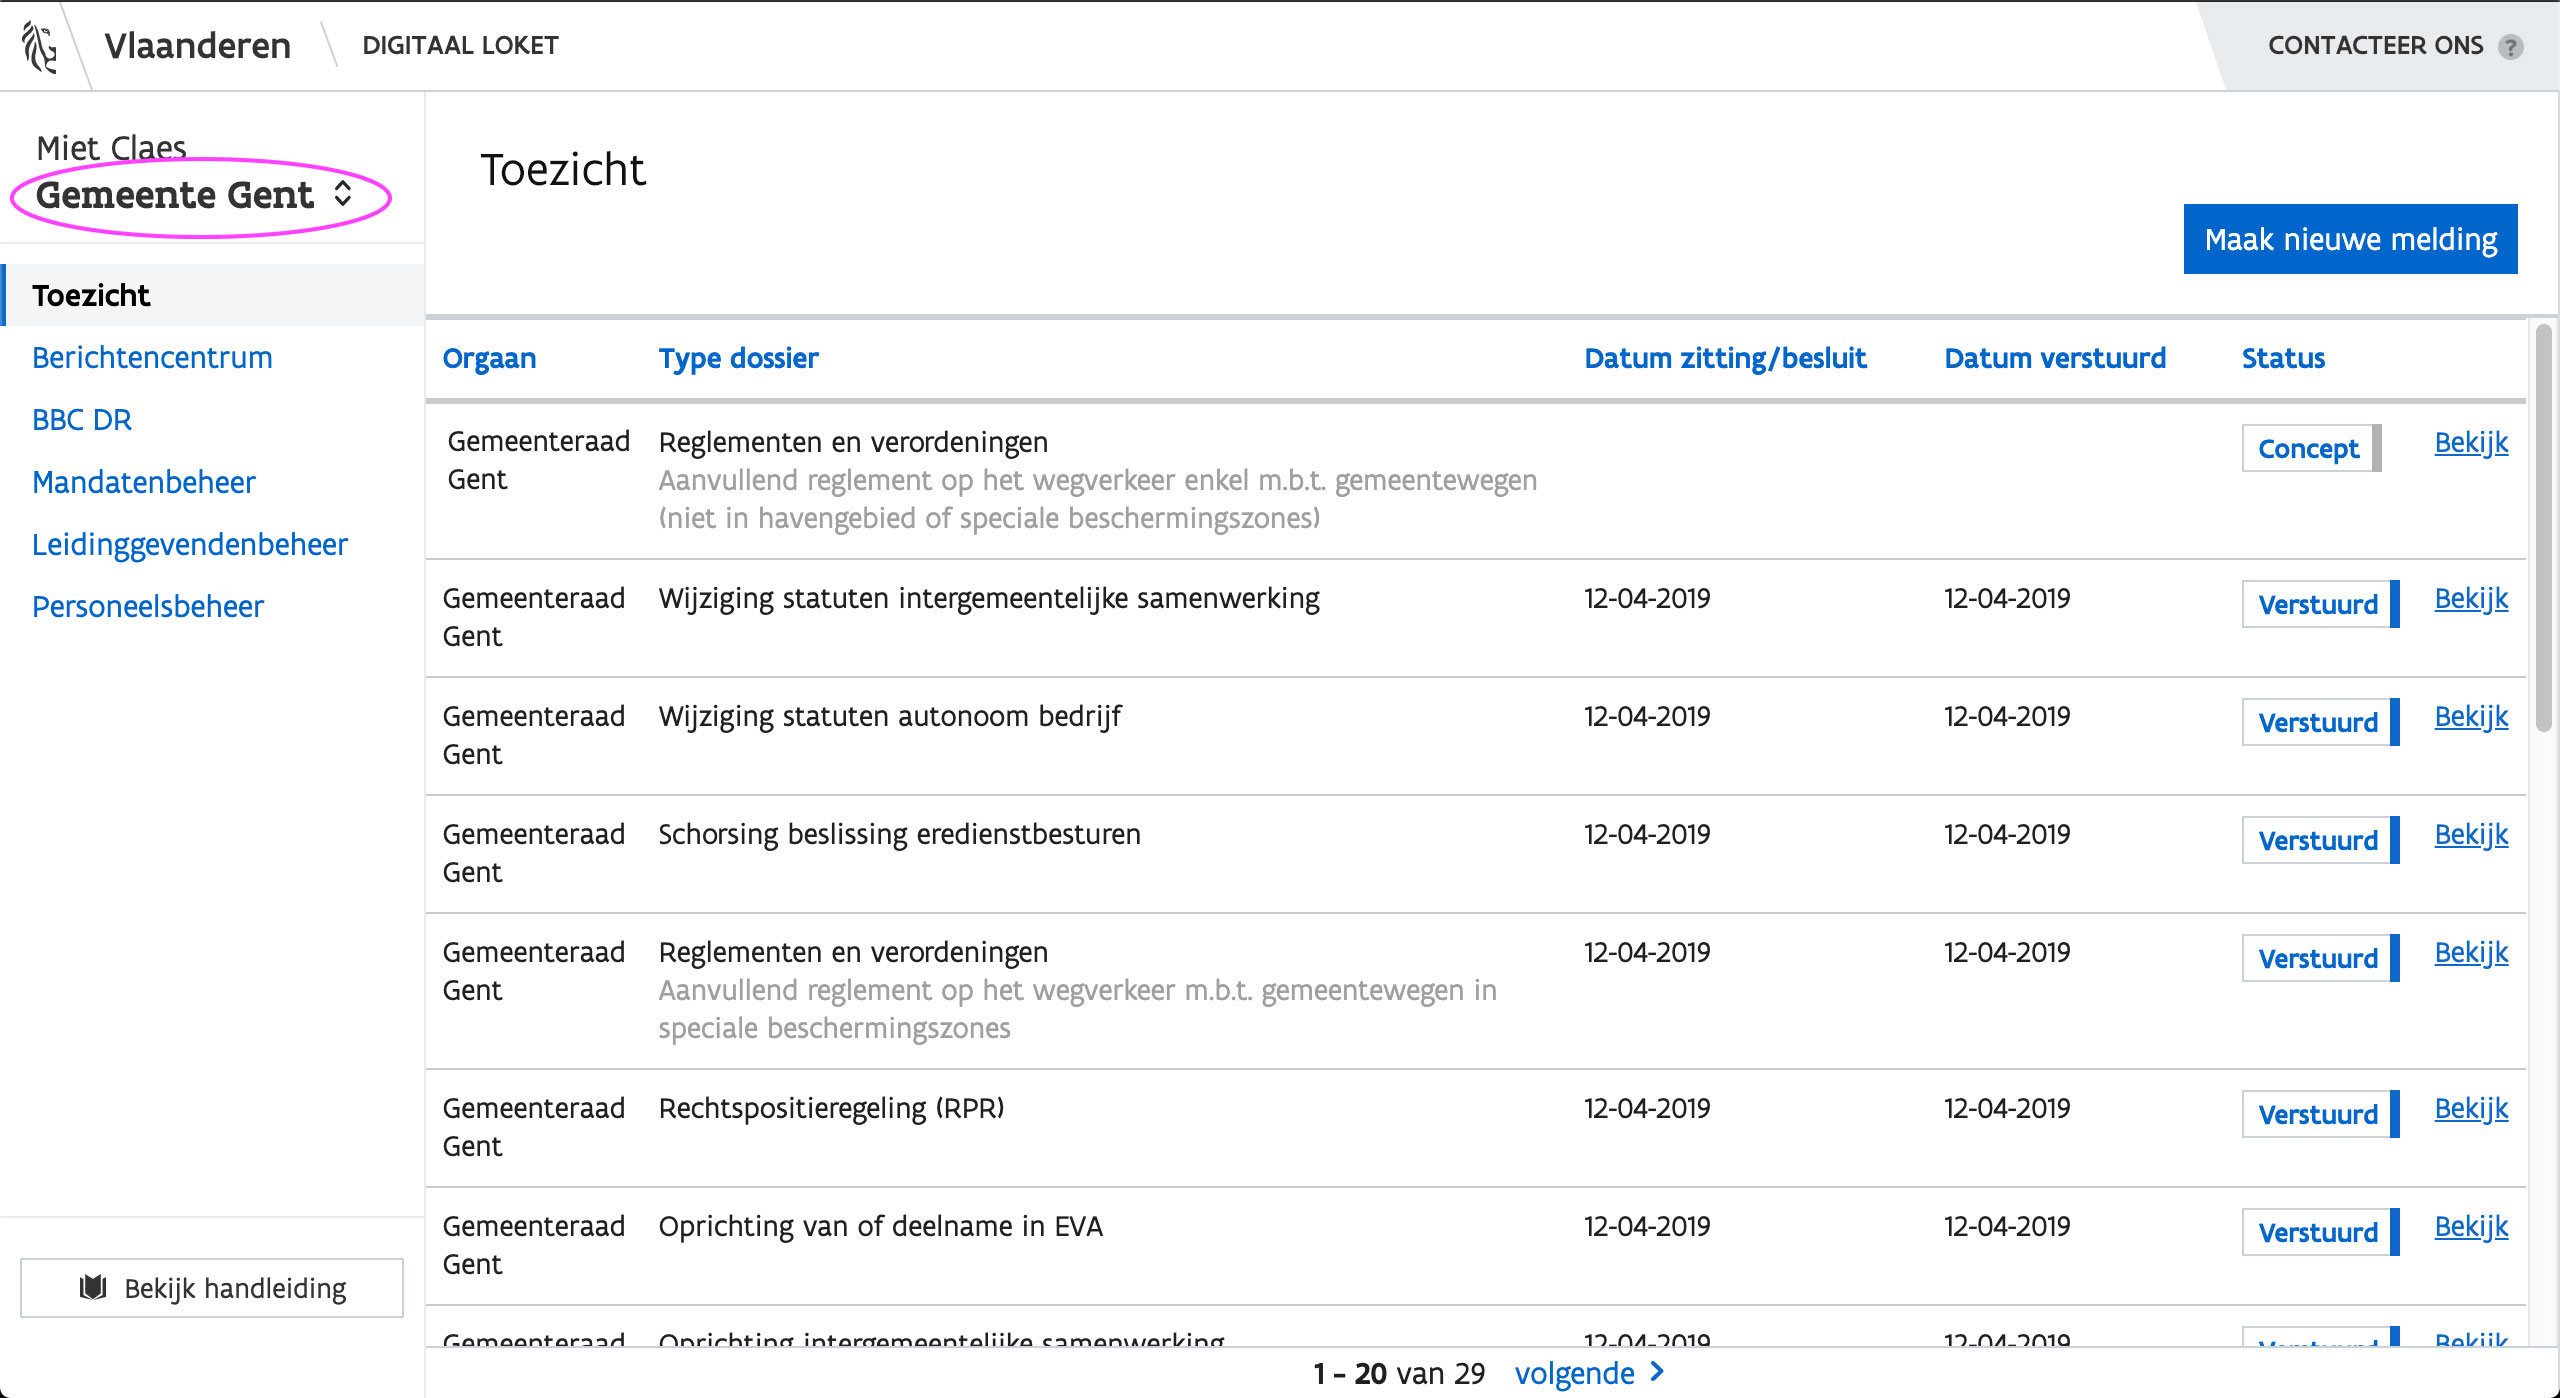 Vlaanderen
DIGITAAL LOKET
CONTACTEER ONS ?
Miet Claes
Gemeente Gent
Toezicht
Berichtencentrum
BBC DR
Mandatenbeheer
Leidinggevendenbeheer
Personeelsbeheer
Bekijk handleiding
Toezicht
Maak nieuwe melding
Orgaan Type dossier Datum zitting/besluit Datum verstuurd Status
Gemeenteraad Reglementen en verordeningen Concept Bekijk
Gent Aanvullend reglement op het wegverkeer enkel m.b.t. gemeentewegen
(niet in havengebied of speciale beschermingszones)
Gemeenteraad Wijziging statuten intergemeentelijke samenwerking 12-04-2019 12-04-2019 Verstuurd Bekijk
Gent
Gemeenteraad Wijziging statuten autonoom bedrijf 12-04-2019 12-04-2019 Verstuurd Bekijk
Gent
Gemeenteraad Schorsing beslissing eredienstbesturen 12-04-2019 12-04-2019 Verstuurd Bekijk
Gent
Gemeenteraad Reglementen en verordeningen 12-04-2019 12-04-2019 Verstuurd Bekijk
Gent Aanvullend reglement op het wegverkeer m.b.t. gemeentewegen in
speciale beschermingszones
Gemeenteraad Rechtspositieregeling (RPR) 12-04-2019 12-04-2019 Verstuurd Bekijk
Gent
Gemeenteraad Oprichting van of deelname in EVA 12-04-2019 12-04-2019 Verstuurd Bekijk
Gent
Gemeenteraad Oprichting intergemeentelijke samenwerking 12-04-2019 12-04-2019 Verstuurd Bekijk
1 - 20 van 29 volgende